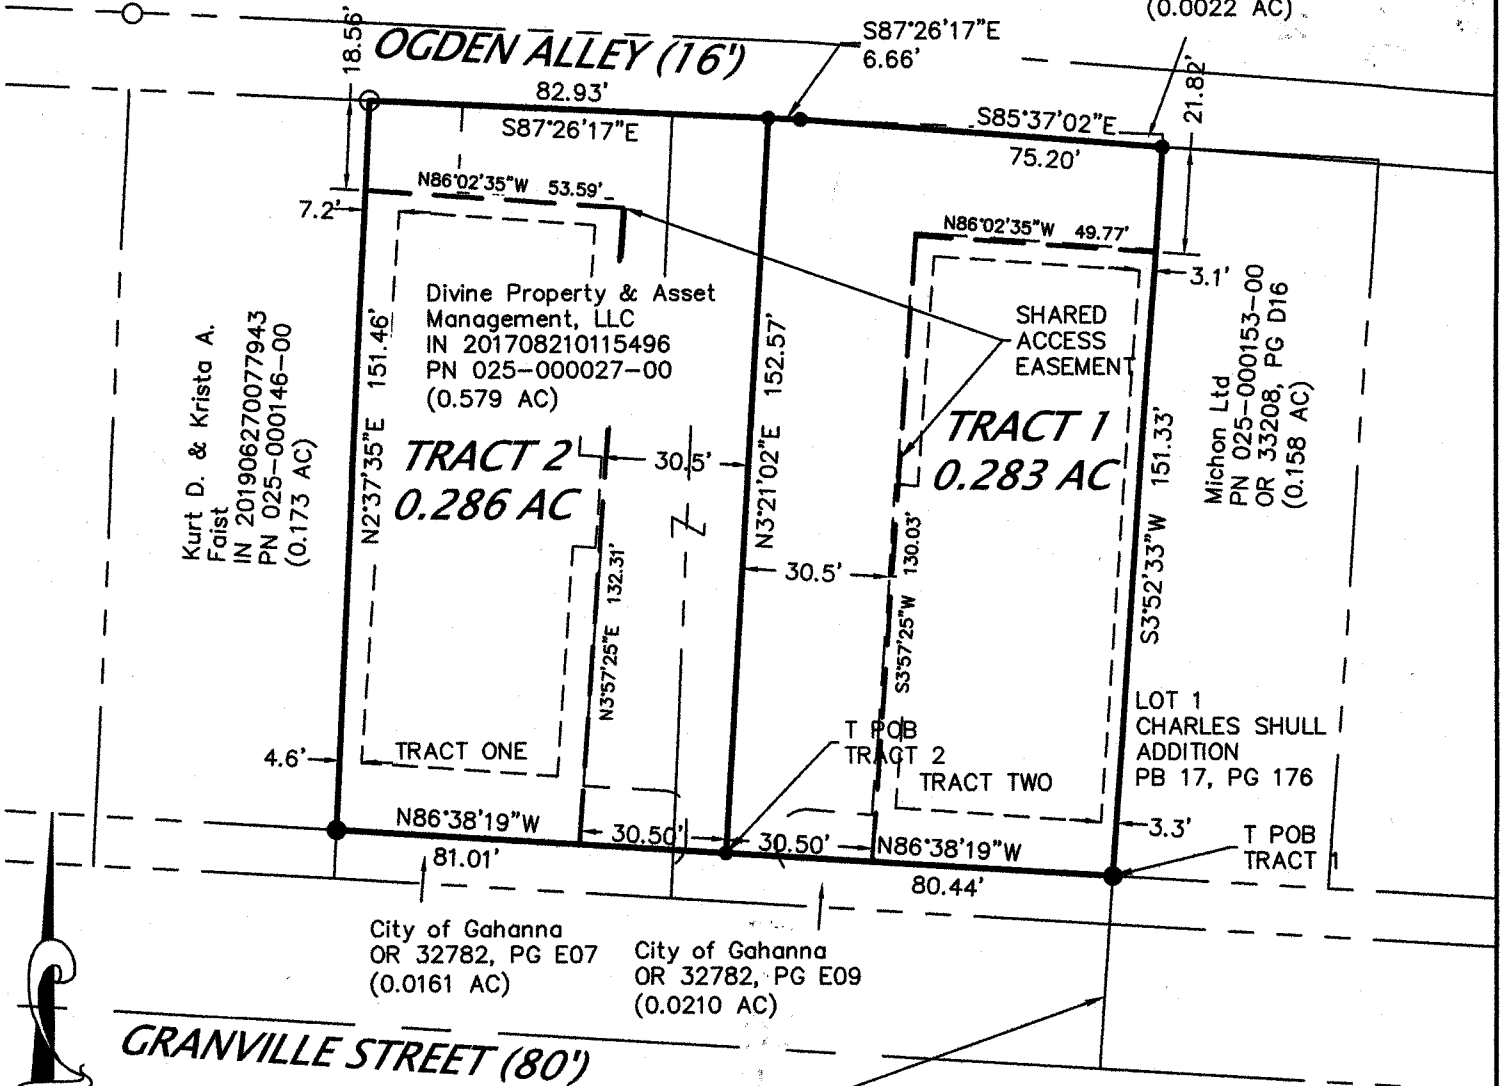 (0.0022 AC)
18.56'
OGDEN ALLEY (16')
S87°26'17"E
6.66'
21.82'
82.93'
S87°26'17"E
S85°37'02"E
75.20'
N86°02'35"W 53.59'
7.2'
N86°02'35"W 49.77'
3.1'
Divine Property & Asset
Management, LLC
IN 201708210115496
PN 025-000027-00
(0.579 AC)
SHARED
ACCESS
EASEMENT
Kurt D. & Krista A.
Faist
IN 201906270077943
PN 025-000146-00
(0.173 AC)
N2°37'35"E 151.46'
TRACT 2
0.286 AC
30.5'
N3°21'02"E 152.57'
TRACT 1
0.283 AC
S3°52'33"W 151.33'
Michon Ltd
PN 025-000153-00
OR 33208, PG D16
(0.158 AC)
Z
30.5'
N3°57'25"E 132.31'
S3°57'25"W 130.03'
LOT 1
CHARLES SHULL
ADDITION
PB 17, PG 176
T POB
TRACT 2
4.6'
TRACT ONE
TRACT TWO
N86°38'19"W
30.50'
30.50'
N86°38'19"W
3.3'
T POB
TRACT 1
81.01'
80.44'
City of Gahanna
OR 32782, PG E07
(0.0161 AC)
City of Gahanna
OR 32782, PG E09
(0.0210 AC)
GRANVILLE STREET (80')